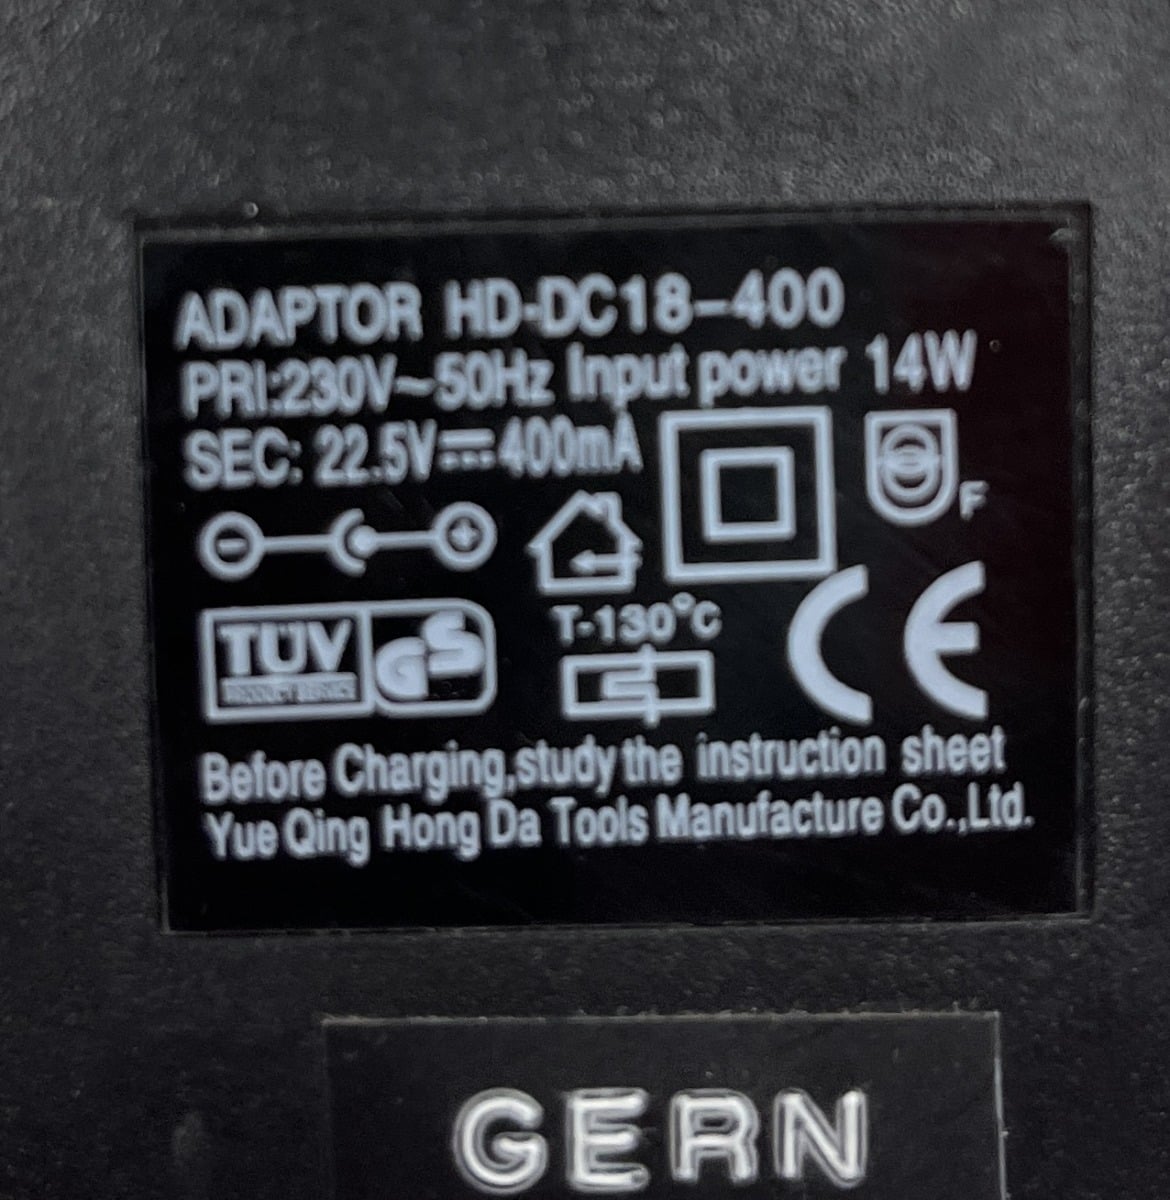 ADAPTOR HD-DC18-400
PRI:230V~50Hz Input power 14W
SEC: 22.5V⎓400mA
F
TÜV GS
T-130°C
CE
Before Charging,study the instruction sheet
Yue Qing Hong Da Tools Manufacture Co.,Ltd.
GERN